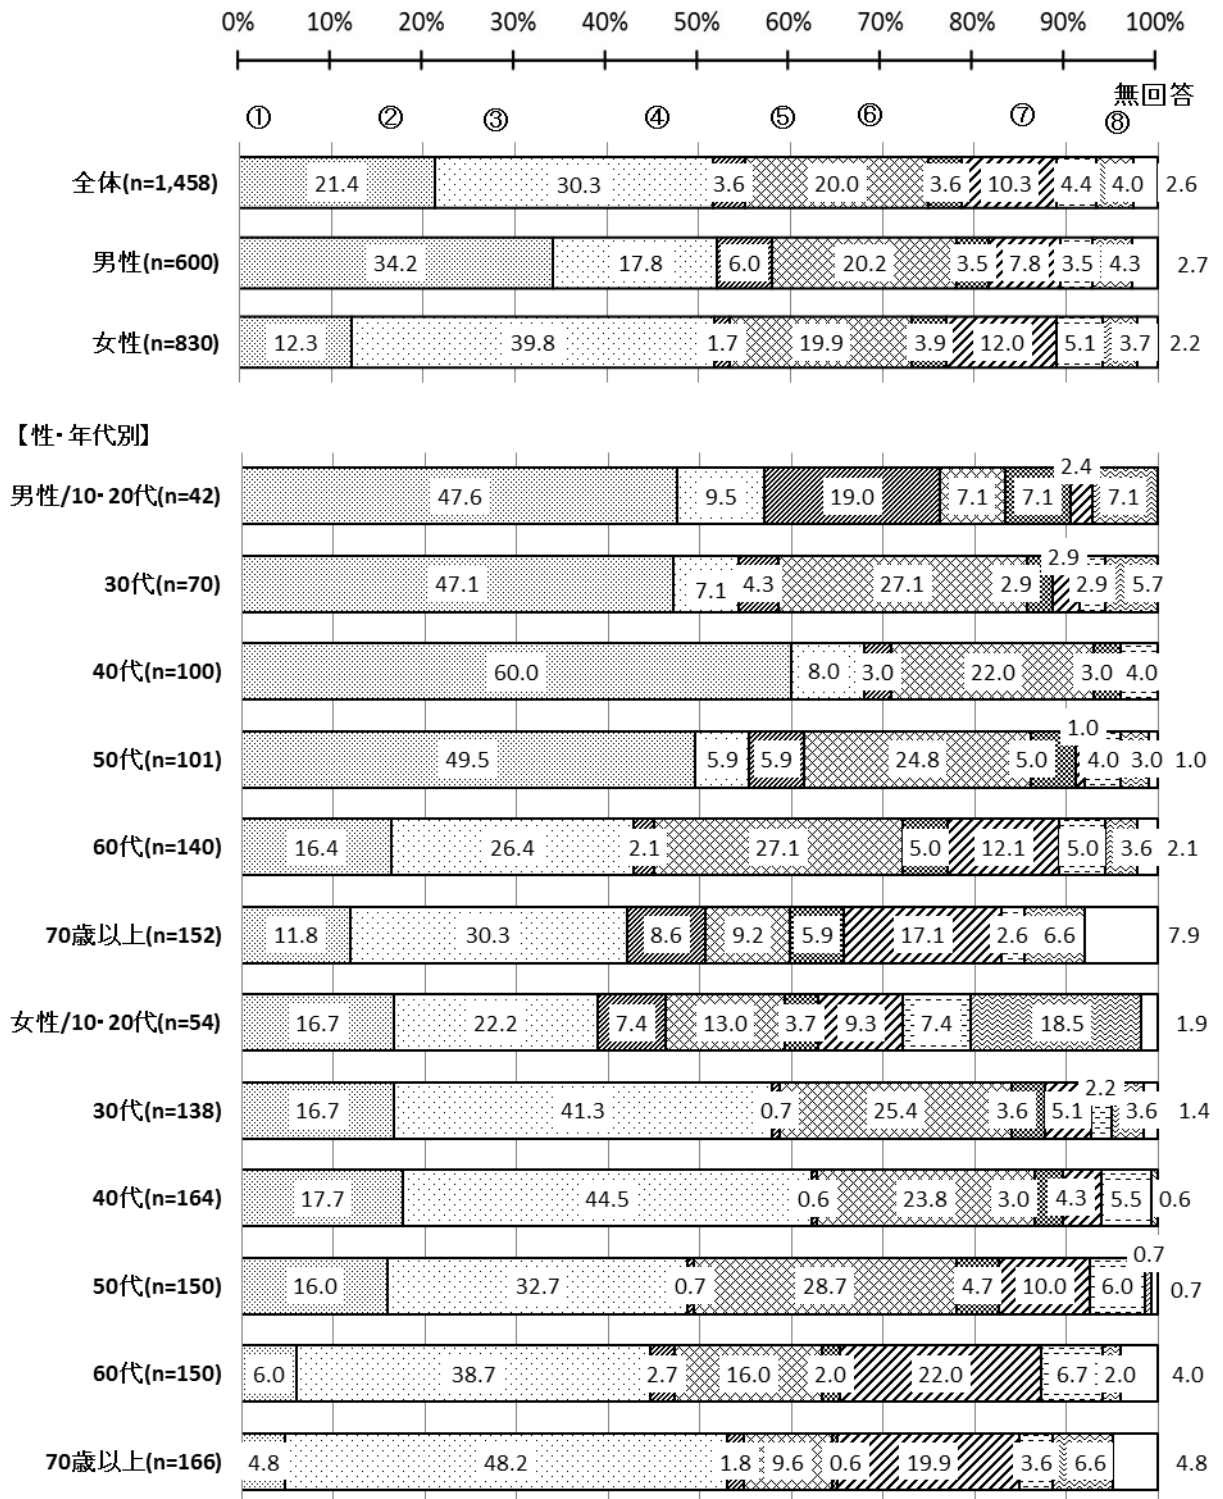 0% 10% 20% 30% 40% 50% 60% 70% 80% 90% 100%
無回答
① ② ③ ④ ⑤ ⑥ ⑦ ⑧
全体(n=1,458) 21.4 30.3 3.6 20.0 3.6 10.3 4.4 4.0 2.6
男性(n=600) 34.2 17.8 6.0 20.2 3.5 7.8 3.5 4.3 2.7
女性(n=830) 12.3 39.8 1.7 19.9 3.9 12.0 5.1 3.7 2.2
【性・年代別】
男性/10・20代(n=42) 47.6 9.5 19.0 7.1 7.1 2.4 7.1
30代(n=70) 47.1 7.1 4.3 27.1 2.9 2.9 2.9 5.7
40代(n=100) 60.0 8.0 3.0 22.0 3.0 4.0
50代(n=101) 49.5 5.9 5.9 24.8 5.0 1.0 4.0 3.0 1.0
60代(n=140) 16.4 26.4 2.1 27.1 5.0 12.1 5.0 3.6 2.1
70歳以上(n=152) 11.8 30.3 8.6 9.2 5.9 17.1 2.6 6.6 7.9
女性/10・20代(n=54) 16.7 22.2 7.4 13.0 3.7 9.3 7.4 18.5 1.9
30代(n=138) 16.7 41.3 0.7 25.4 3.6 5.1 2.2 3.6 1.4
40代(n=164) 17.7 44.5 0.6 23.8 3.0 4.3 5.5 0.6
50代(n=150) 16.0 32.7 0.7 28.7 4.7 10.0 6.0 0.7 0.7
60代(n=150) 6.0 38.7 2.7 16.0 2.0 22.0 6.7 2.0 4.0
70歳以上(n=166) 4.8 48.2 1.8 9.6 0.6 19.9 3.6 6.6 4.8